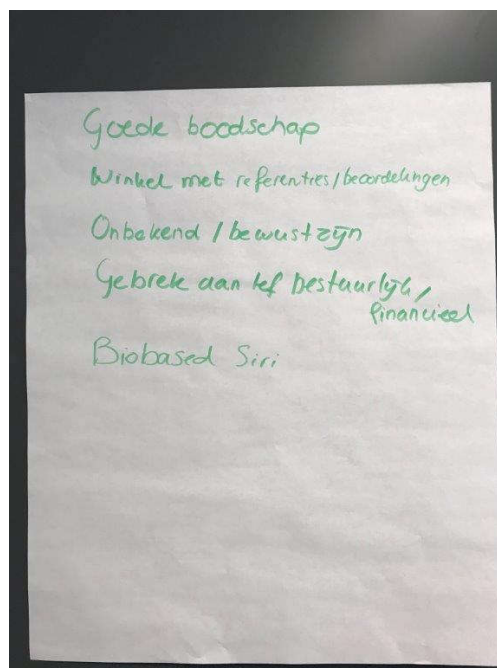 Goede boodschap
Winkel met referenties/beoordelingen
Onbekend / bewustzijn
Gebrek aan lef bestuurlijk/
financieel
Biobased Siri